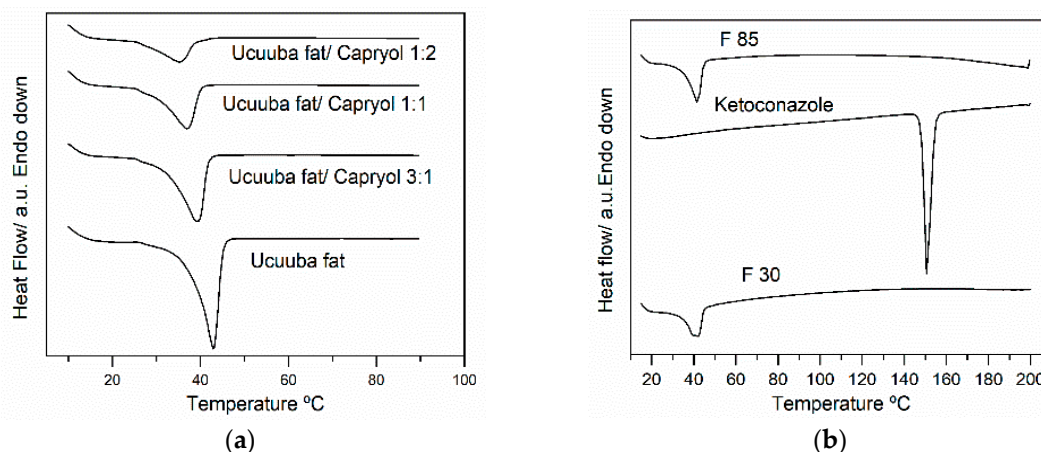 Heat Flow/ a.u. Endo down
Ucuuba fat/ Capryol 1:2
Ucuuba fat/ Capryol 1:1
Ucuuba fat/ Capryol 3:1
Ucuuba fat
20 40 60 80 100
Temperature ºC
(a)
Heat flow/ a.u.Endo down
F 85
Ketoconazole
F 30
20 40 60 80 100 120 140 160 180 200
Temperature ºC
(b)